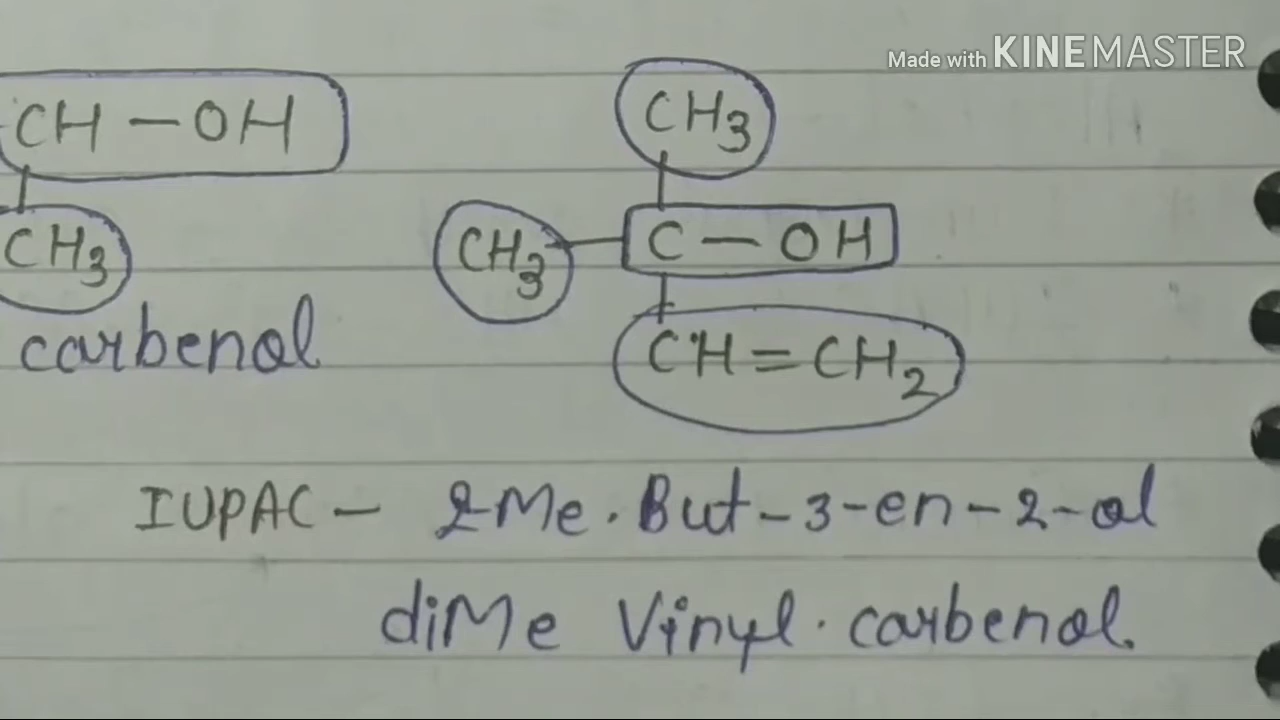 Made with KINEMASTER
CH - OH
CH3
carbenol
CH3
CH3 - C - OH
CH = CH2
IUPAC - 2Me. But - 3 - en - 2 - ol
diMe Vinyl. carbenol.